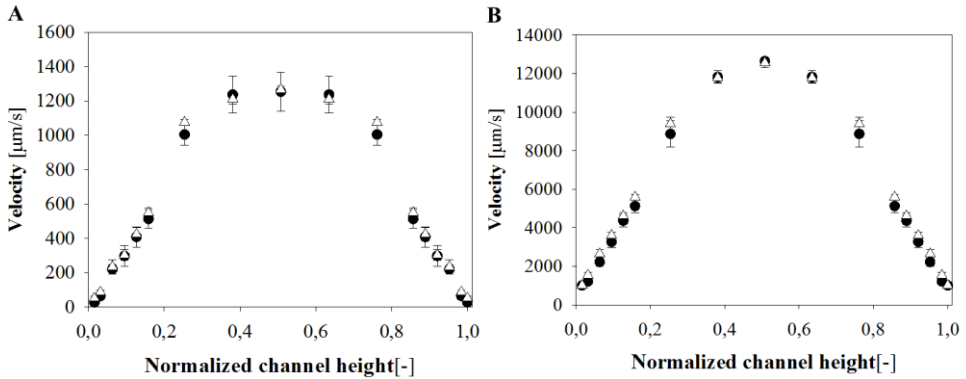 A
Velocity [µm/s]
1600
1400
1200
1000
800
600
400
200
0
0,0 0,2 0,4 0,6 0,8 1,0
Normalized channel height[-]
B
Velocity [µm/s]
14000
12000
10000
8000
6000
4000
2000
0
0,0 0,2 0,4 0,6 0,8 1,0
Normalized channel height[-]